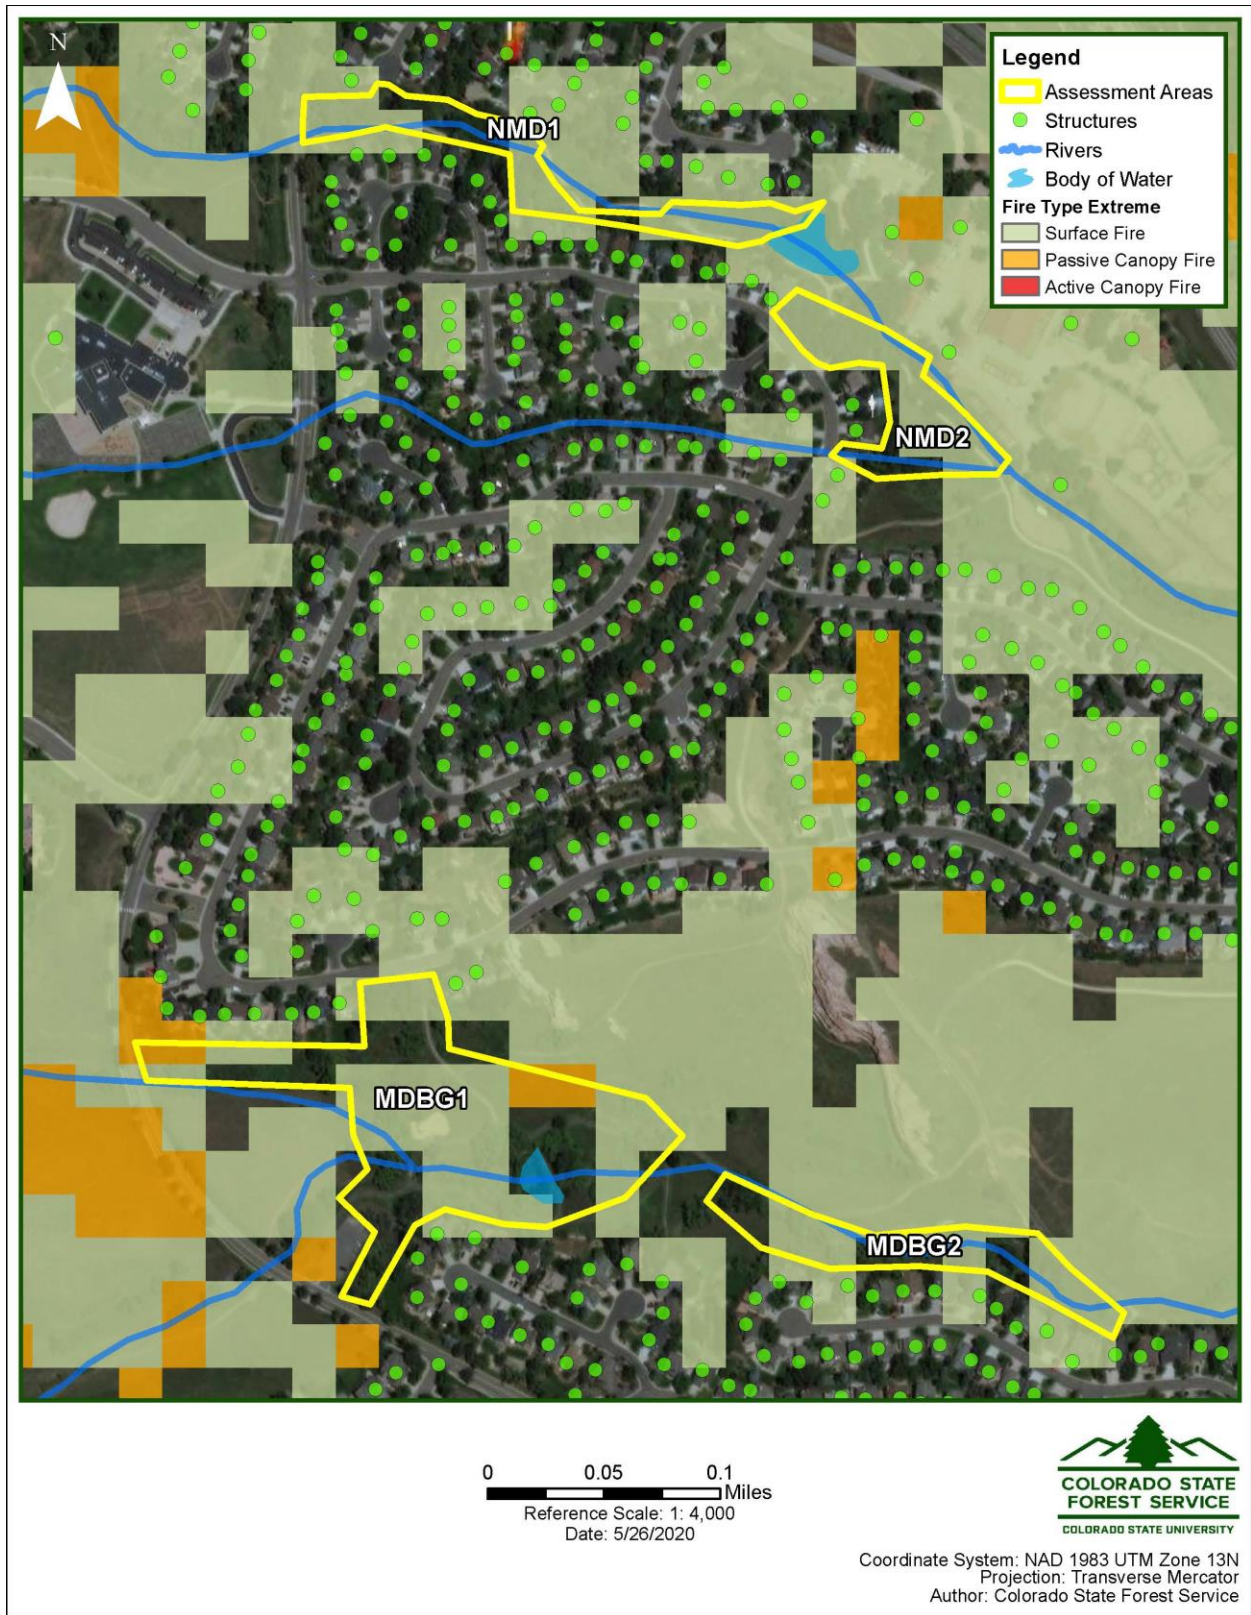 N
Legend
Assessment Areas
Structures
Rivers
Body of Water
Fire Type Extreme
Surface Fire
Passive Canopy Fire
Active Canopy Fire
NMD1
NMD2
MDBG1
MDBG2
0 0.05 0.1
Miles
Reference Scale: 1: 4,000
Date: 5/26/2020
COLORADO STATE
FOREST SERVICE
COLORADO STATE UNIVERSITY
Coordinate System: NAD 1983 UTM Zone 13N
Projection: Transverse Mercator
Author: Colorado State Forest Service